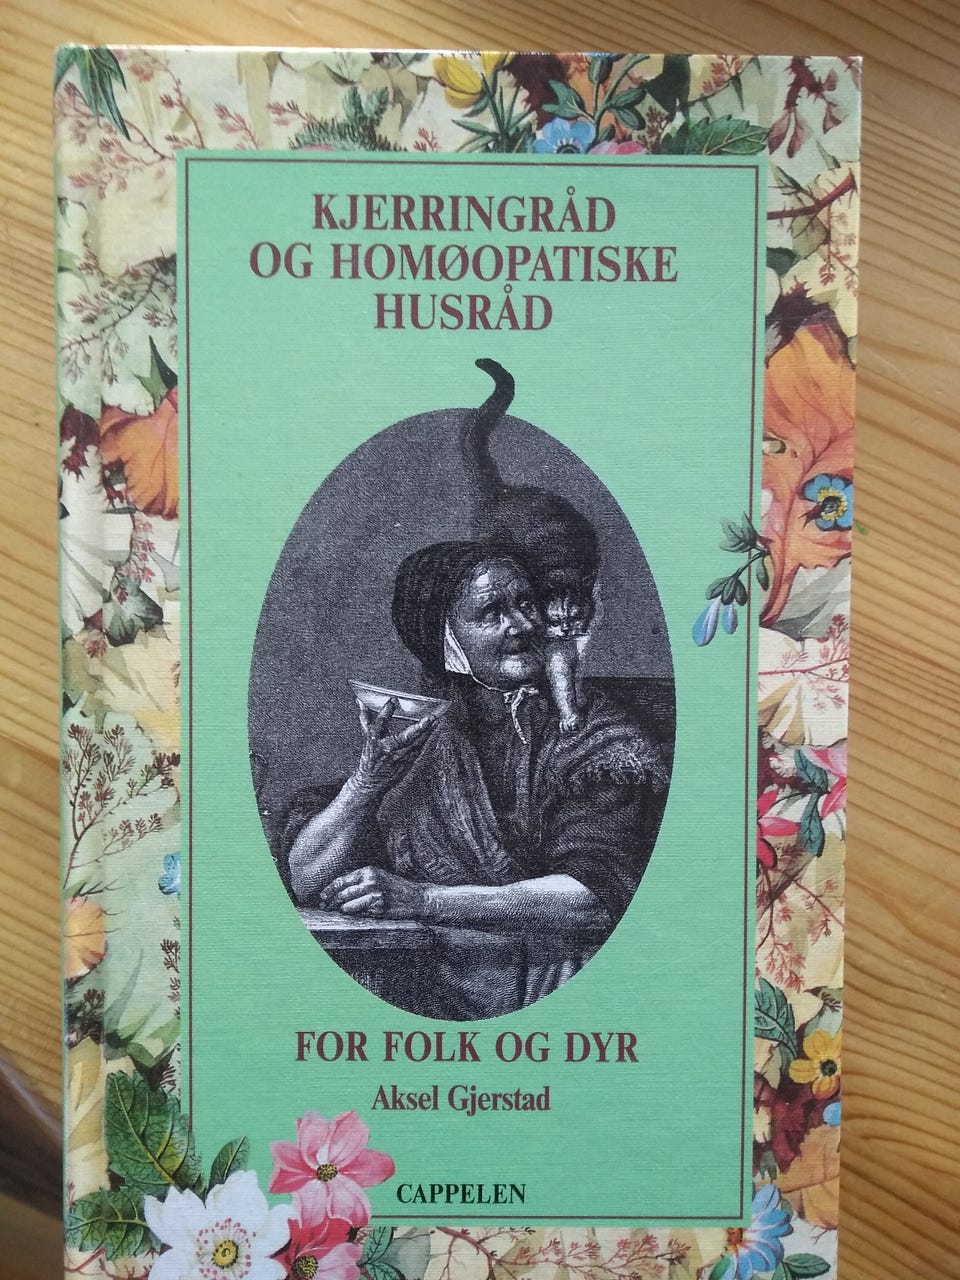 KJERRINGRÅD
OG HOMØOPATISKE
HUSRÅD
FOR FOLK OG DYR
Aksel Gjerstad
CAPPELEN